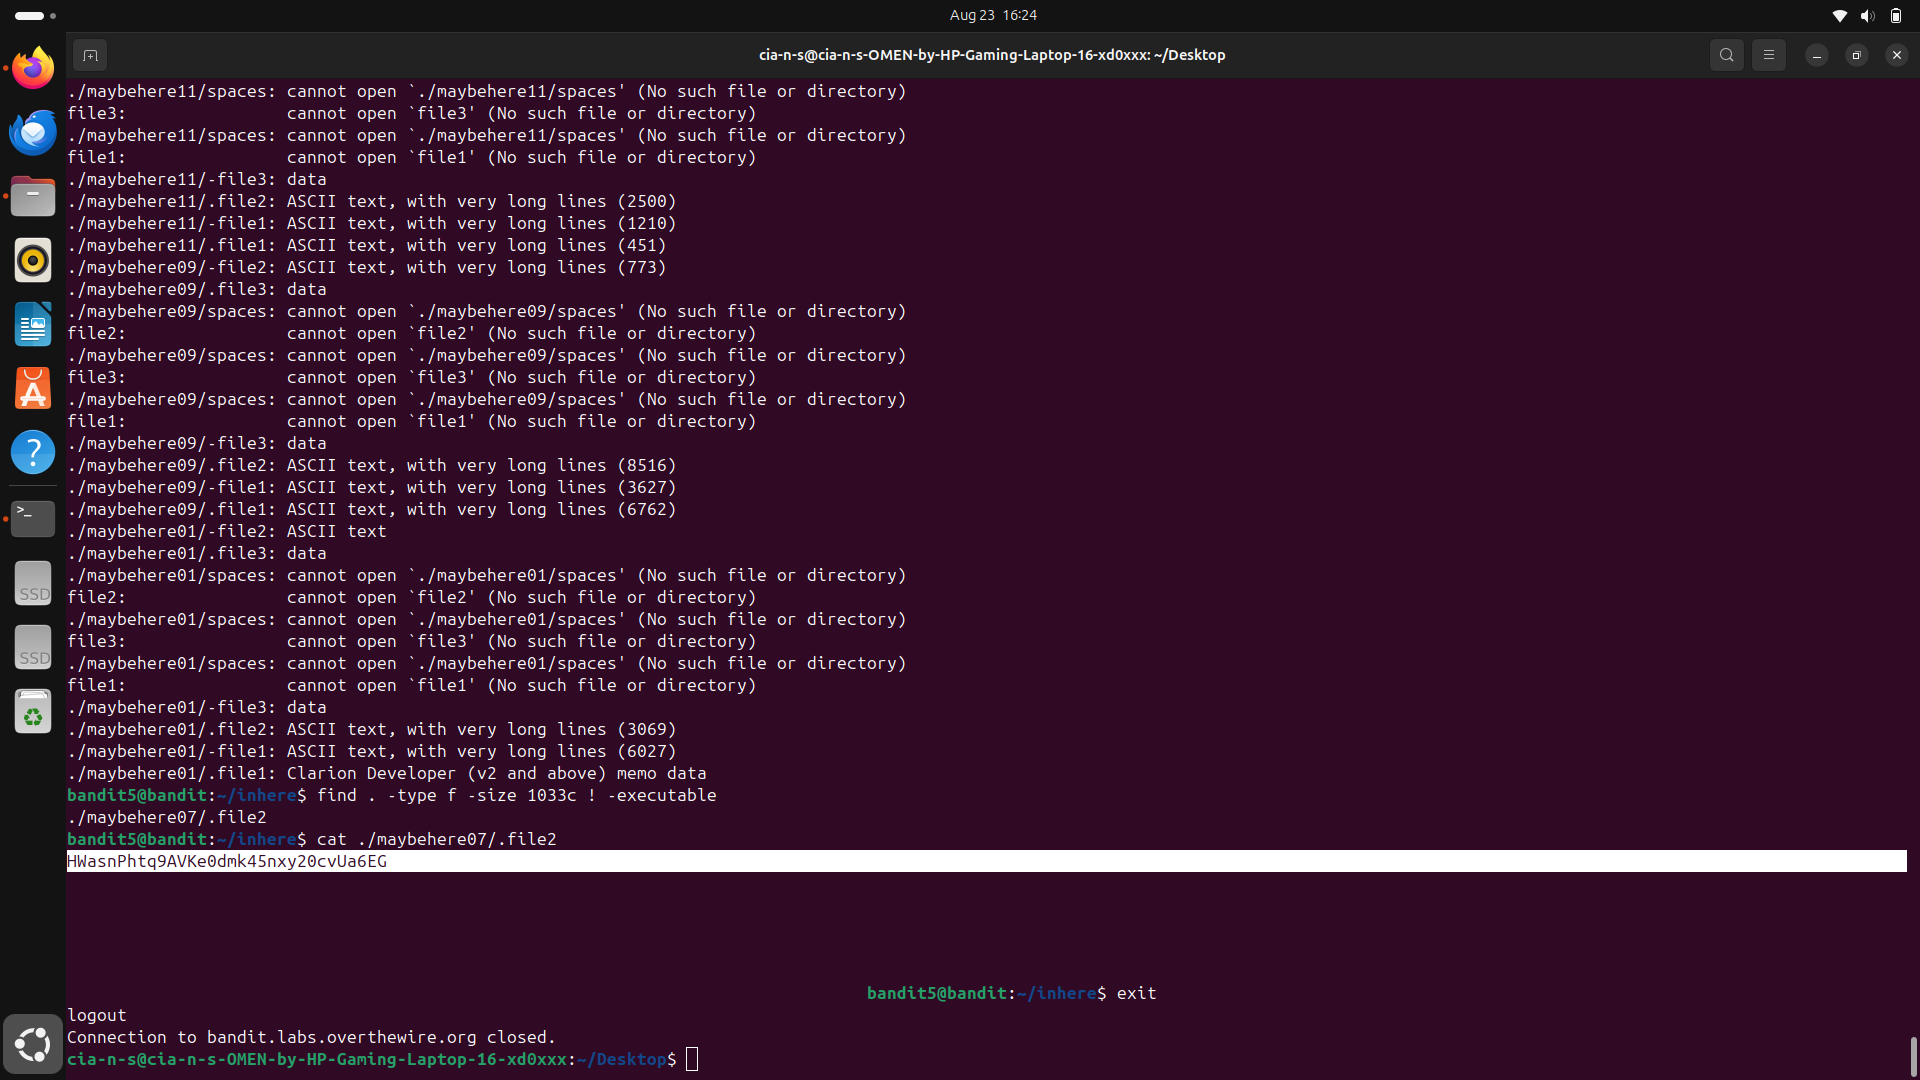 Aug 23 16:24
cia-n-s@cia-n-s-OMEN-by-HP-Gaming-Laptop-16-xd0xxx: ~/Desktop
./maybehere11/spaces: cannot open `./maybehere11/spaces' (No such file or directory)
file3:                cannot open `file3' (No such file or directory)
./maybehere11/spaces: cannot open `./maybehere11/spaces' (No such file or directory)
file1:                cannot open `file1' (No such file or directory)
./maybehere11/-file3: data
./maybehere11/.file2: ASCII text, with very long lines (2500)
./maybehere11/-file1: ASCII text, with very long lines (1210)
./maybehere11/.file1: ASCII text, with very long lines (451)
./maybehere09/-file2: ASCII text, with very long lines (773)
./maybehere09/.file3: data
./maybehere09/spaces: cannot open `./maybehere09/spaces' (No such file or directory)
file2:                cannot open `file2' (No such file or directory)
./maybehere09/spaces: cannot open `./maybehere09/spaces' (No such file or directory)
file3:                cannot open `file3' (No such file or directory)
./maybehere09/spaces: cannot open `./maybehere09/spaces' (No such file or directory)
file1:                cannot open `file1' (No such file or directory)
./maybehere09/-file3: data
./maybehere09/.file2: ASCII text, with very long lines (8516)
./maybehere09/-file1: ASCII text, with very long lines (3627)
./maybehere09/.file1: ASCII text, with very long lines (6762)
./maybehere01/-file2: ASCII text
./maybehere01/.file3: data
./maybehere01/spaces: cannot open `./maybehere01/spaces' (No such file or directory)
file2:                cannot open `file2' (No such file or directory)
./maybehere01/spaces: cannot open `./maybehere01/spaces' (No such file or directory)
file3:                cannot open `file3' (No such file or directory)
./maybehere01/spaces: cannot open `./maybehere01/spaces' (No such file or directory)
file1:                cannot open `file1' (No such file or directory)
./maybehere01/-file3: data
./maybehere01/.file2: ASCII text, with very long lines (3069)
./maybehere01/-file1: ASCII text, with very long lines (6027)
./maybehere01/.file1: Clarion Developer (v2 and above) memo data
bandit5@bandit:~/inhere$ find . -type f -size 1033c ! -executable
./maybehere07/.file2
bandit5@bandit:~/inhere$ cat ./maybehere07/.file2
HWasnPhtq9AVKe0dmk45nxy20cvUa6EG
bandit5@bandit:~/inhere$ exit
logout
Connection to bandit.labs.overthewire.org closed.
cia-n-s@cia-n-s-OMEN-by-HP-Gaming-Laptop-16-xd0xxx:~/Desktop$
SSD
SSD